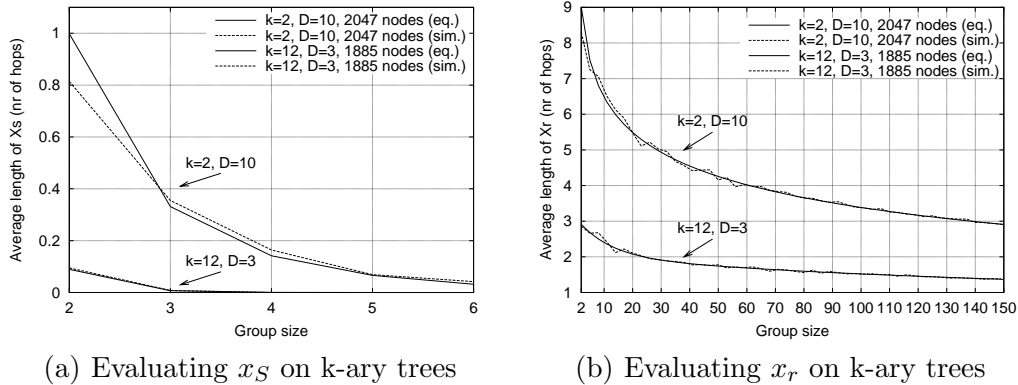 k=2, D=10, 2047 nodes (eq.)
k=2, D=10, 2047 nodes (sim.)
k=12, D=3, 1885 nodes (eq.)
k=12, D=3, 1885 nodes (sim.)
1
0.8
0.6
0.4
0.2
0
Average length of Xs (nr of hops)
k=2, D=10
k=12, D=3
2 3 4 5 6
Group size
(a) Evaluating x_S on k-ary trees
k=2, D=10, 2047 nodes (eq.)
k=2, D=10, 2047 nodes (sim.)
k=12, D=3, 1885 nodes (eq.)
k=12, D=3, 1885 nodes (sim.)
9
8
7
6
5
4
3
2
1
Average length of Xr (nr of hops)
k=2, D=10
k=12, D=3
2 10 20 30 40 50 60 70 80 90 100 110 120 130 140 150
Group size
(b) Evaluating x_r on k-ary trees